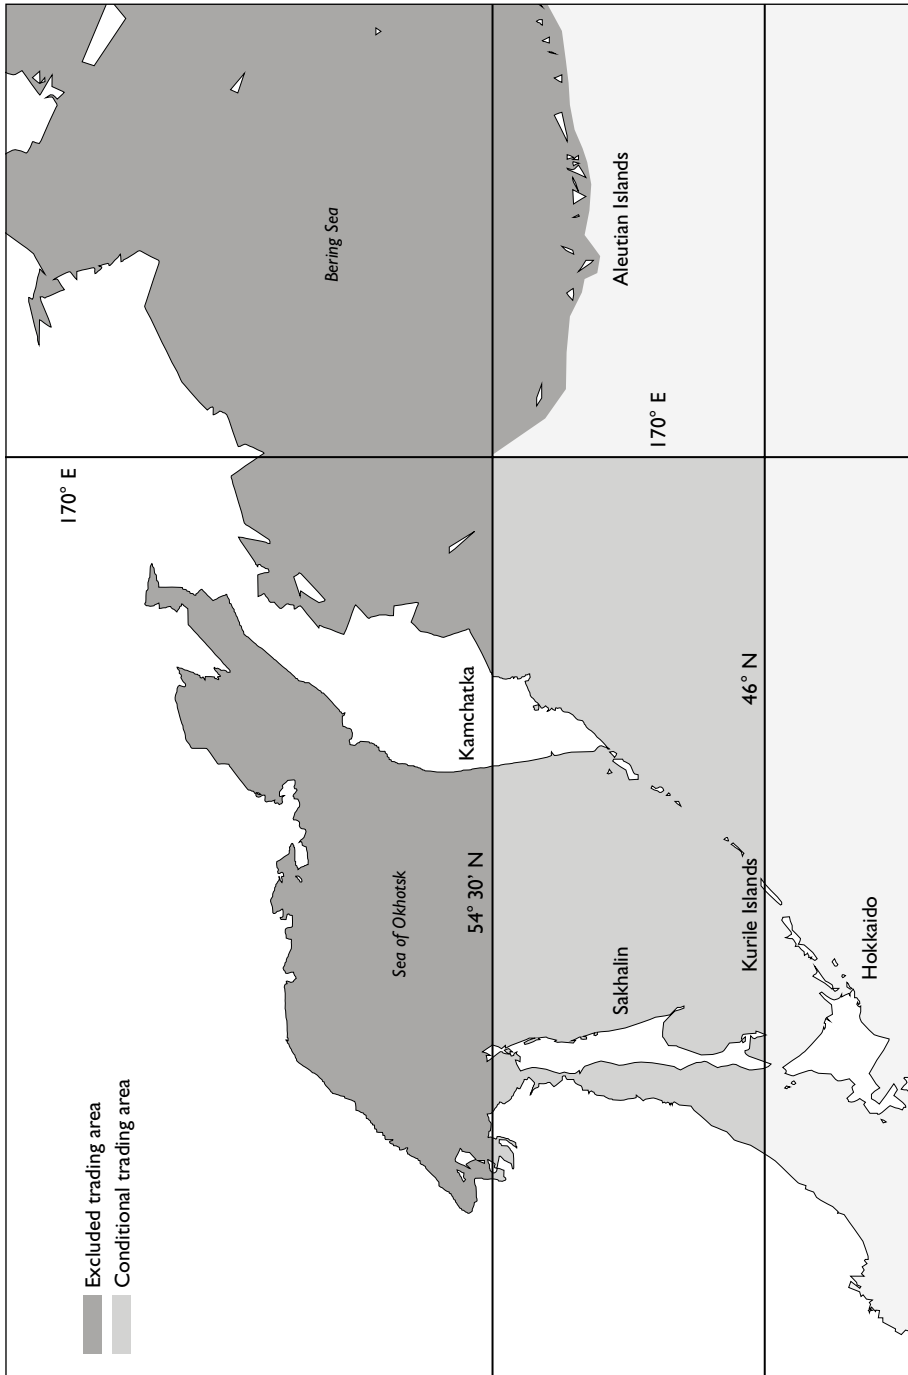 Excluded trading area
Conditional trading area
170° E
Bering Sea
Sea of Okhotsk
Kamchatka
54° 30' N
Aleutian Islands
170° E
Sakhalin
46° N
Kurile Islands
Hokkaido